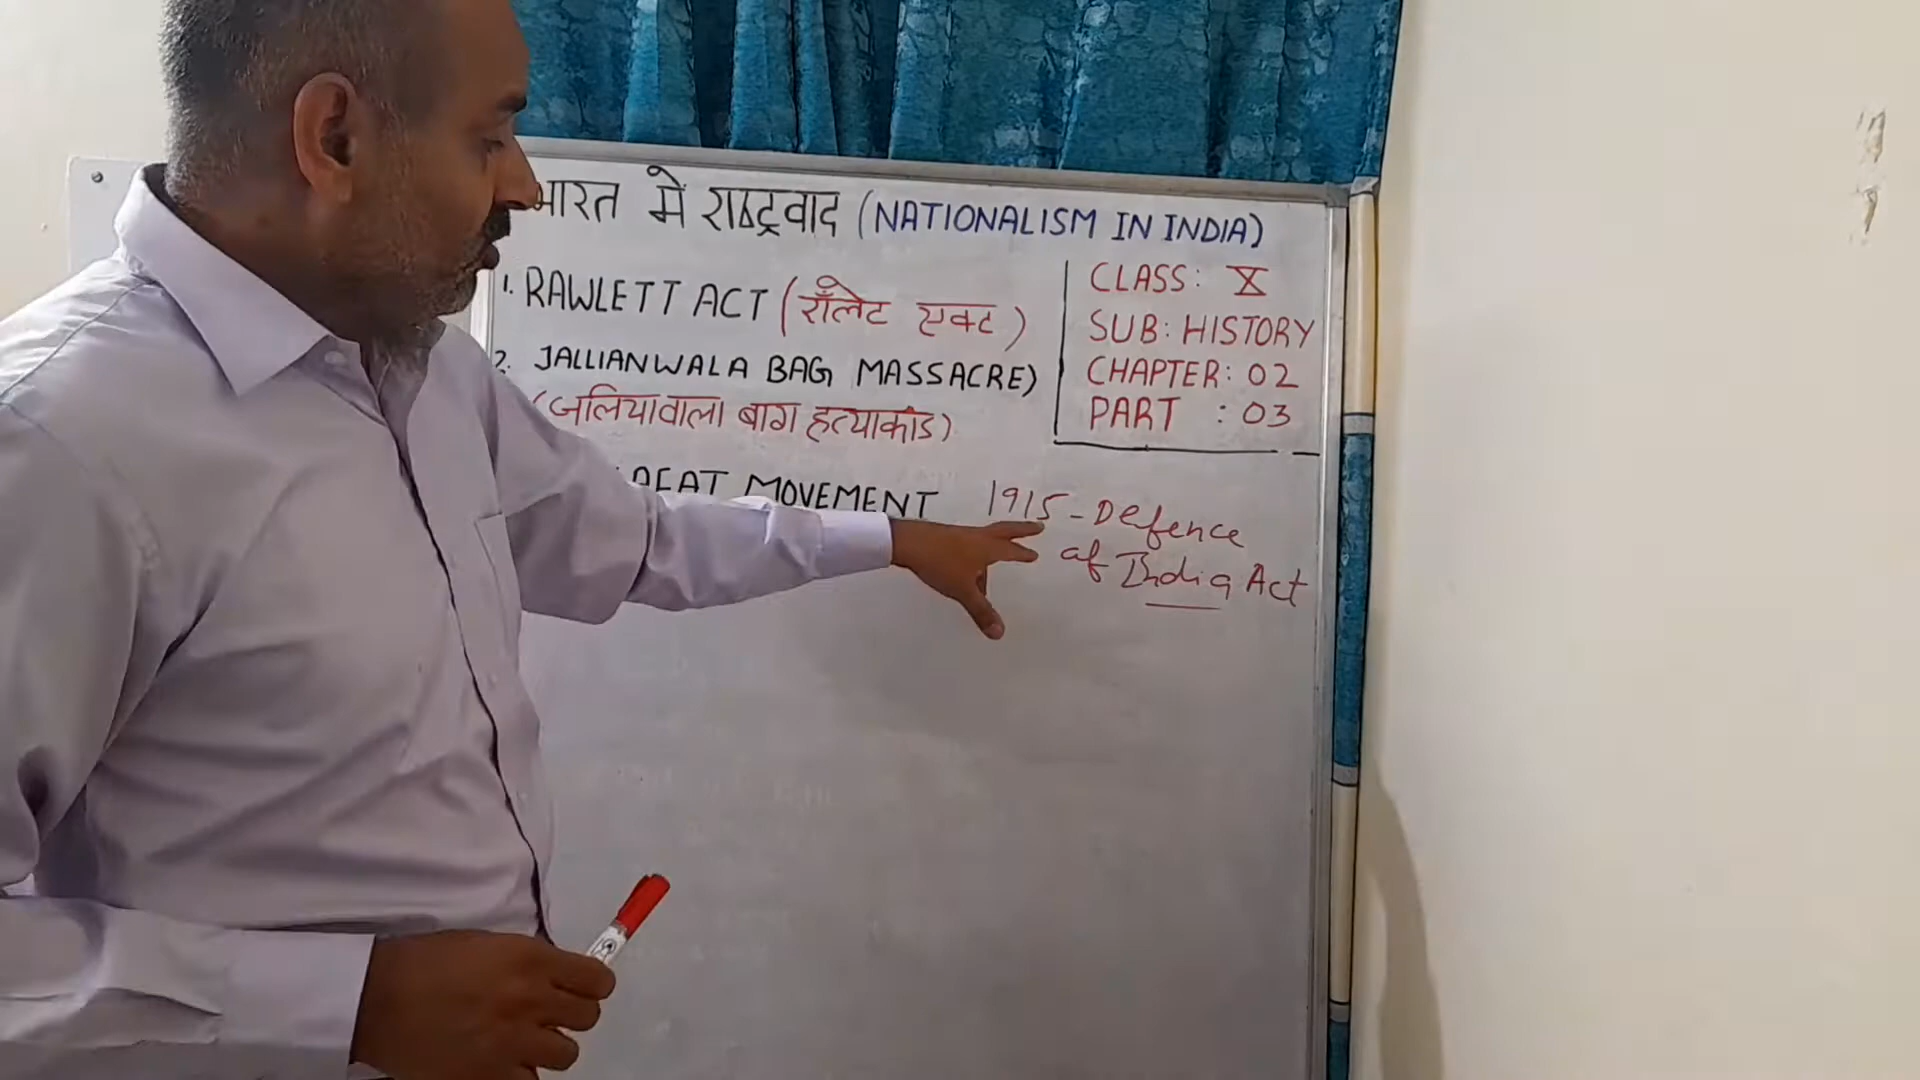 भारत मे राष्ट्रवाद (NATIONALISM IN INDIA)
1. RAWLETT ACT (रॉलेट एक्ट)
2. JALLIANWALA BAG MASSACRE)
(जलियावाला बाग हत्याकांड)
MOVEMENT
CLASS: X
SUB: HISTORY
CHAPTER: 02
PART : 03
1915 - Defence
of India Act